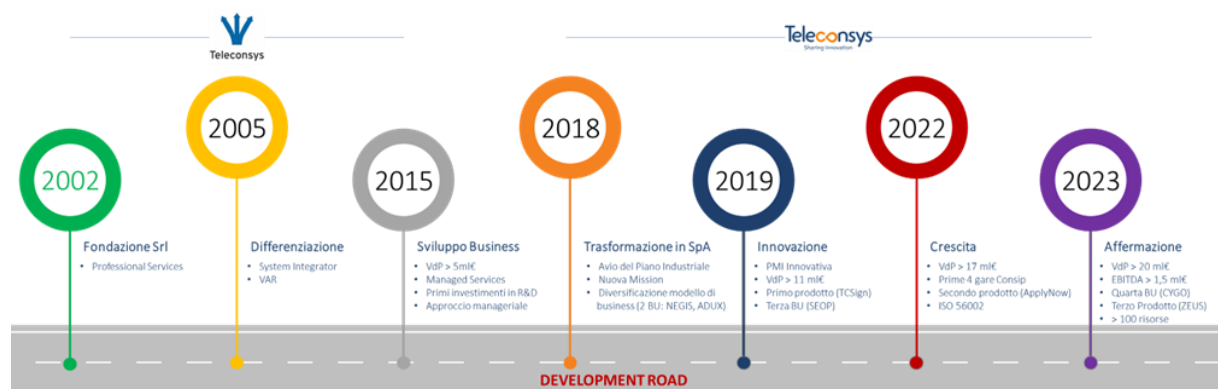 Teleconsys
Teleconsys
Sharing Innovation
2002
Fondazione Srl
• Professional Services
2005
Differenziazione
• System Integrator
• VAR
2015
Sviluppo Business
• VdP > 5ml€
• Managed Services
• Primi investimenti in R&D
• Approccio manageriale
2018
Trasformazione in SpA
• Avio del Piano Industriale
• Nuova Mission
• Diversificazione modello di
business (2 BU: NEGIS, ADUX)
2019
Innovazione
• PMI Innovativa
• VdP > 11 ml€
• Primo prodotto (TCSign)
• Terza BU (SEOP)
2022
Crescita
• VdP > 17 ml€
• Prime 4 gare Consip
• Secondo prodotto (ApplyNow)
• ISO 56002
2023
Affermazione
• VdP > 20 ml€
• EBITDA > 1,5 ml€
• Quarta BU (CYGO)
• Terzo Prodotto (ZEUS)
• > 100 risorse
DEVELOPMENT ROAD